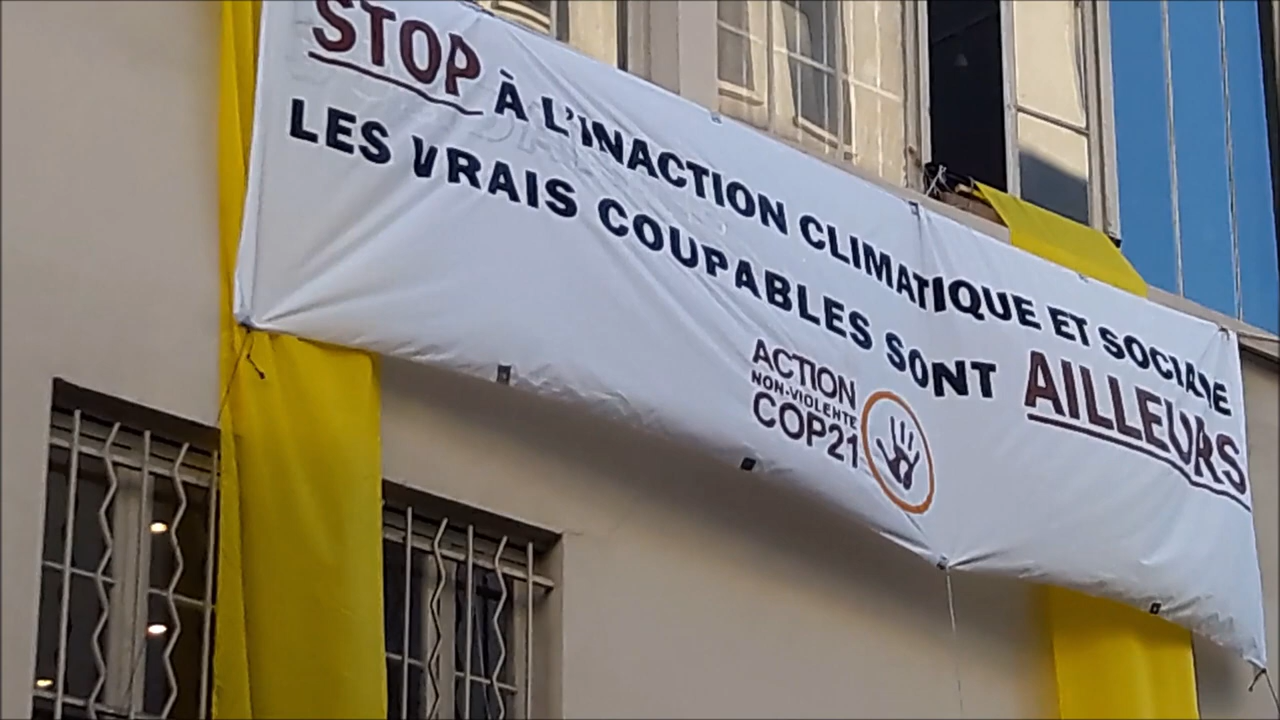 STOP À L'INACTION CLIMATIQUE ET SOCIALE
LES VRAIS COUPABLES SONT AILLEURS
ACTION
NON-VIOLENTE
COP21